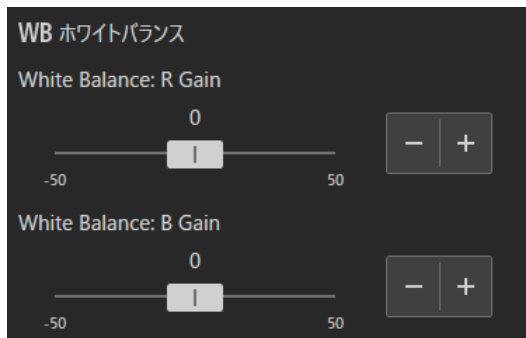 WB ホワイトバランス
White Balance: R Gain
0
− +
-50 50
White Balance: B Gain
0
− +
-50 50